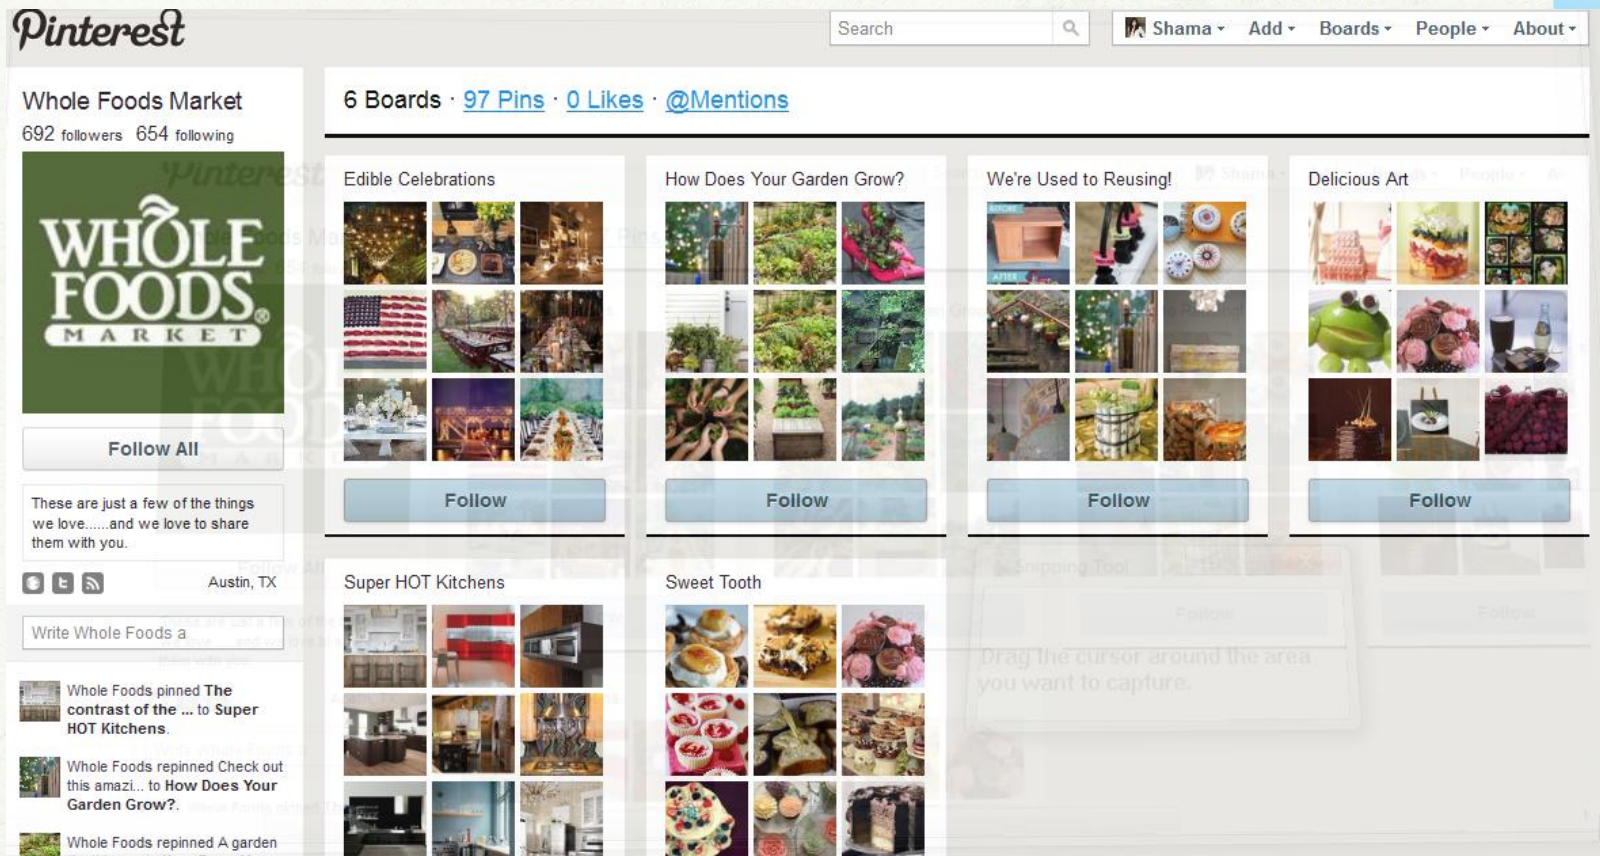 Pinterest
Search
Shama Add Boards People About
Whole Foods Market
692 followers 654 following
WHOLE
FOODS®
MARKET
Follow All
These are just a few of the things
we love......and we love to share
them with you.
Austin, TX
Write Whole Foods a
Whole Foods pinned The
contrast of the ... to Super
HOT Kitchens.
Whole Foods repinned Check out
this amazi... to How Does Your
Garden Grow?.
Whole Foods repinned A garden
6 Boards · 97 Pins · 0 Likes · @Mentions
Edible Celebrations
Follow
How Does Your Garden Grow?
Follow
We're Used to Reusing!
BEFORE
AFTER
Follow
Delicious Art
Follow
Super HOT Kitchens
Sweet Tooth
Snipping Tool
Drag the cursor around the area
you want to capture.